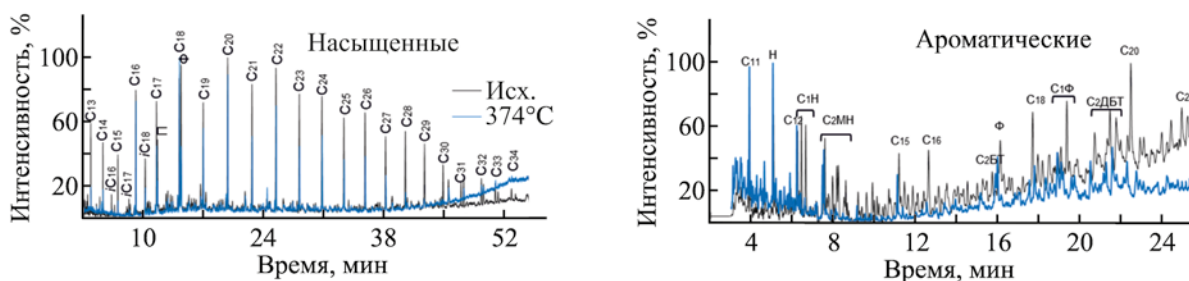 Интенсивность, %
100
60
20
C13
C14
iC16
C15
iC17
C16
iC18
C17
П
C18
Ф
C19
C20
C21
C22
C23
C24
C25
C26
C27
C28
C29
C30
C31
C32
C33
C34
Насыщенные
Исх.
374°C
10
24
38
52
Время, мин
Интенсивность, %
100
60
20
Ароматические
C11
Н
C12
C1Н
C2МН
C15
C16
C2БТ
Ф
C18
C1Ф
C2ДБТ
C20
4
8
12
16
20
24
Время, мин